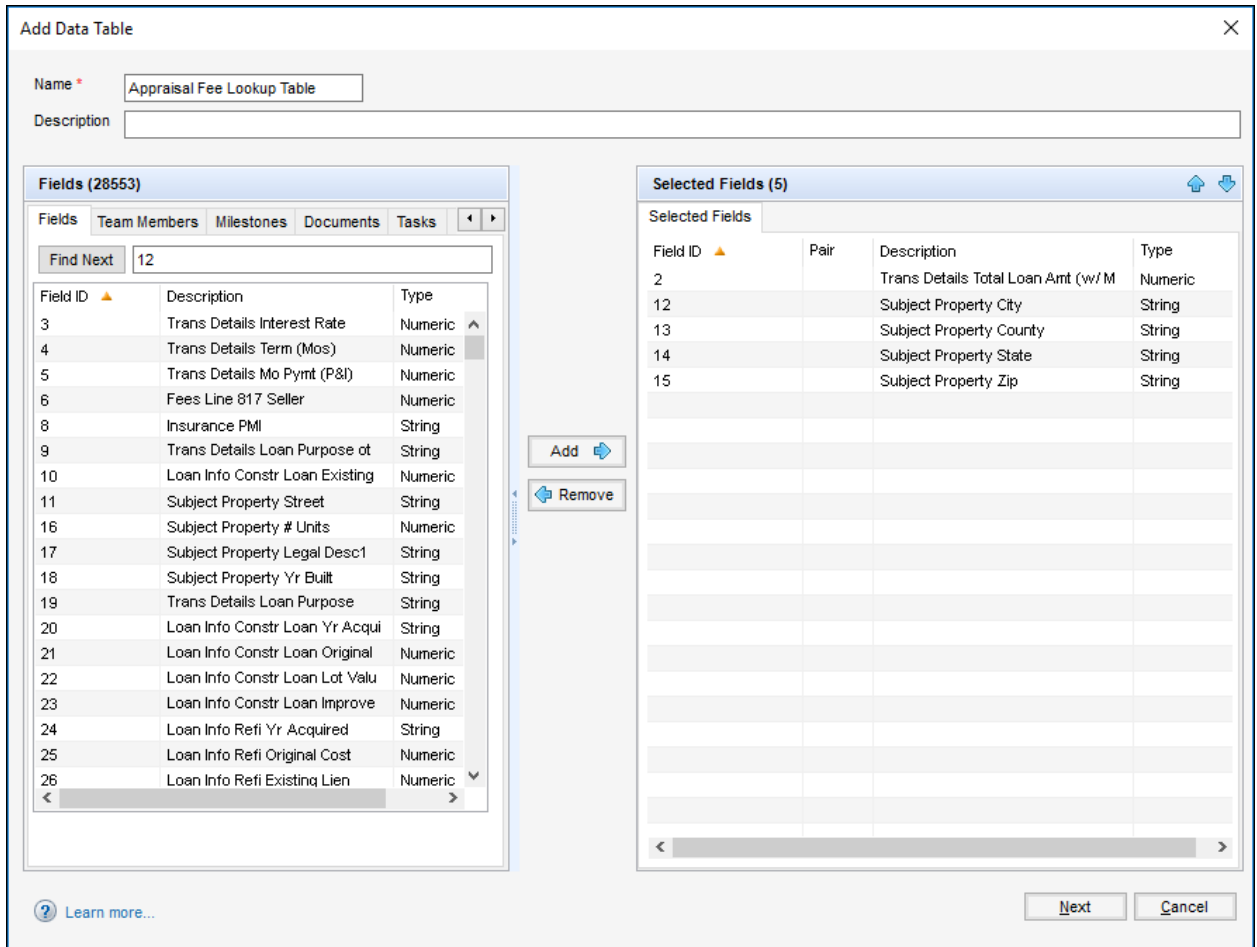 Add Data Table
Name *
Appraisal Fee Lookup Table
Description
Fields (28553)
Fields Team Members Milestones Documents Tasks
Find Next 12
Field ID Description Type
3 Trans Details Interest Rate Numeric
4 Trans Details Term (Mos) Numeric
5 Trans Details Mo Pymt (P&I) Numeric
6 Fees Line 817 Seller Numeric
8 Insurance PMI String
9 Trans Details Loan Purpose ot String
10 Loan Info Constr Loan Existing Numeric
11 Subject Property Street String
16 Subject Property # Units Numeric
17 Subject Property Legal Desc1 String
18 Subject Property Yr Built String
19 Trans Details Loan Purpose String
20 Loan Info Constr Loan Yr Acqui String
21 Loan Info Constr Loan Original Numeric
22 Loan Info Constr Loan Lot Valu Numeric
23 Loan Info Constr Loan Improve Numeric
24 Loan Info Refi Yr Acquired String
25 Loan Info Refi Original Cost Numeric
26 Loan Info Refi Existing Lien Numeric
Add
Remove
Selected Fields (5)
Selected Fields
Field ID Pair Description Type
2 Trans Details Total Loan Amt (w/ M Numeric
12 Subject Property City String
13 Subject Property County String
14 Subject Property State String
15 Subject Property Zip String
? Learn more...
Next Cancel